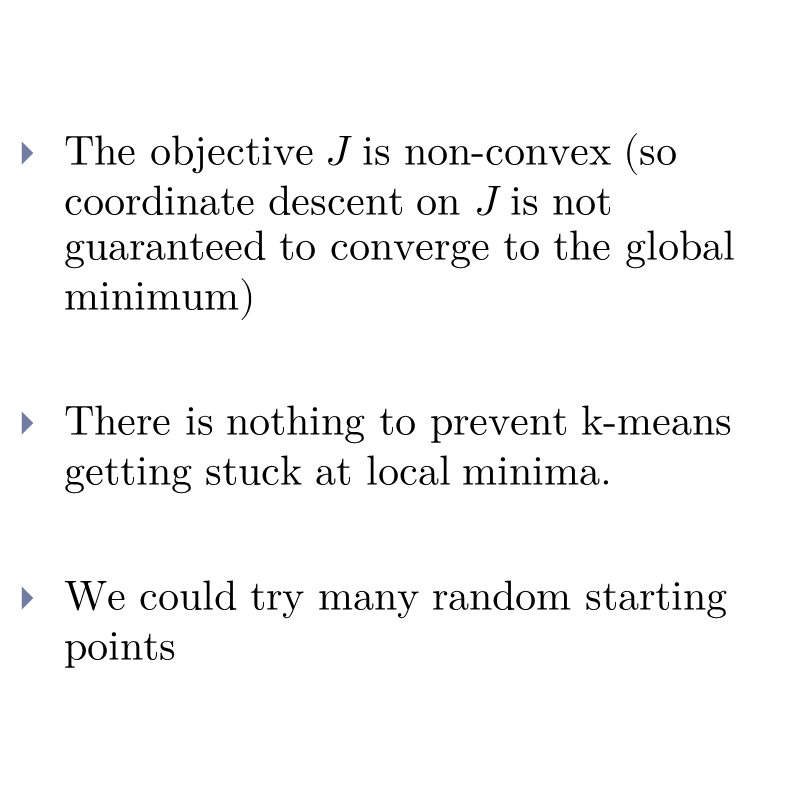 The objective J is non-convex (so
coordinate descent on J is not
guaranteed to converge to the global
minimum)
There is nothing to prevent k-means
getting stuck at local minima.
We could try many random starting
points